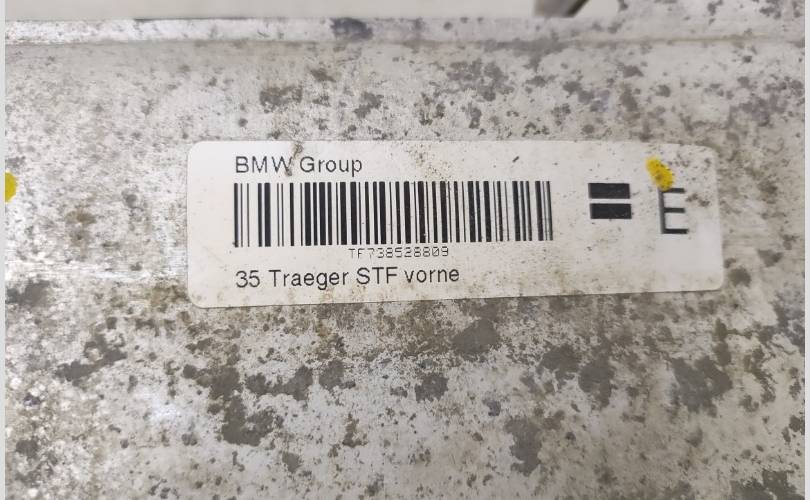 BMW Group
E
TF738528809
35 Traeger STF vorne